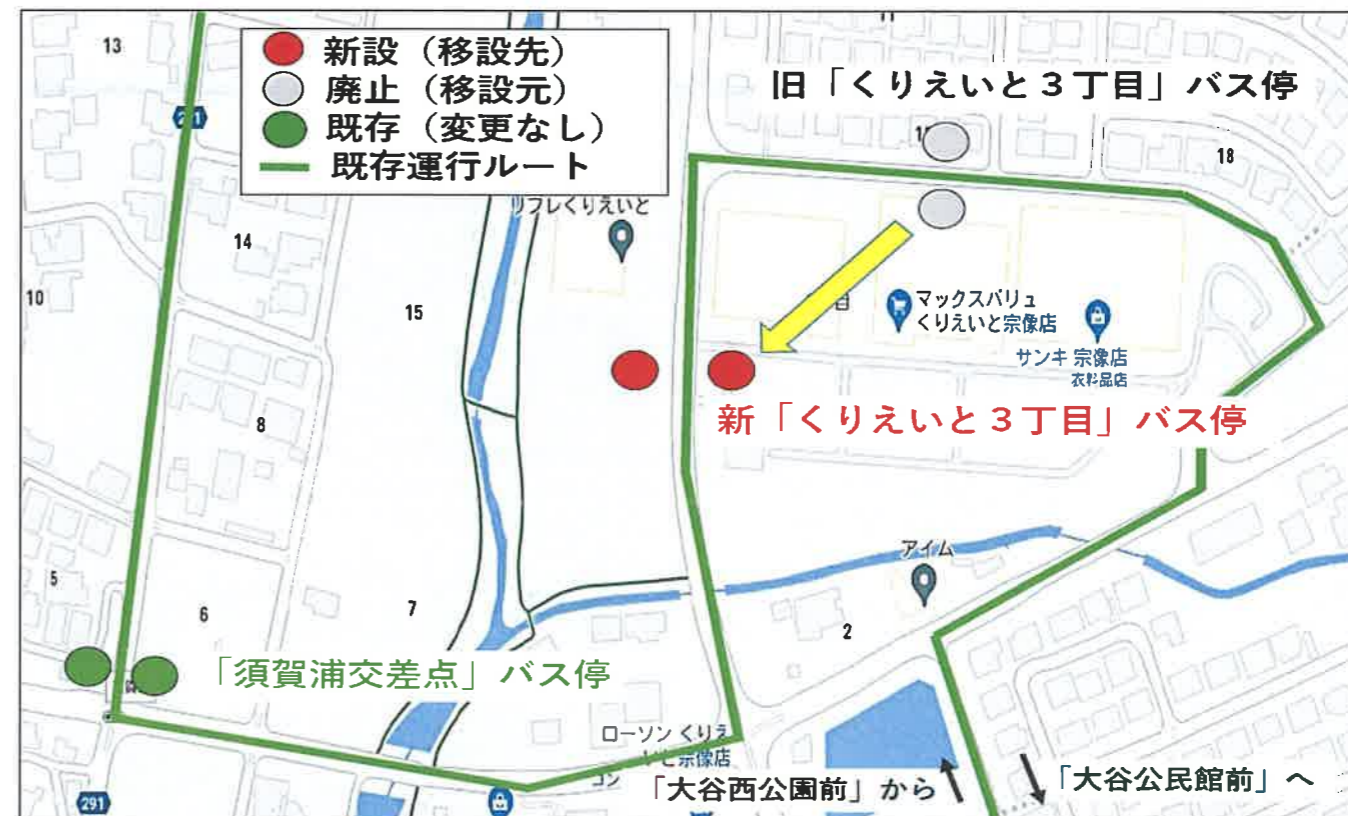 新設（移設先）
廃止（移設元）
既存（変更なし）
既存運行ルート
旧「くりえいと３丁目」バス停
13
18
リブレくりえいと
14
10
15
マックスバリュ
くりえいと宗像店
サンキ 宗像店
衣料品店
新「くりえいと３丁目」バス停
8
アイム
5
6
7
2
「須賀浦交差点」バス停
ローソン くりえ
いと宗像店
291
「大谷西公園前」から
「大谷公民館前」へ